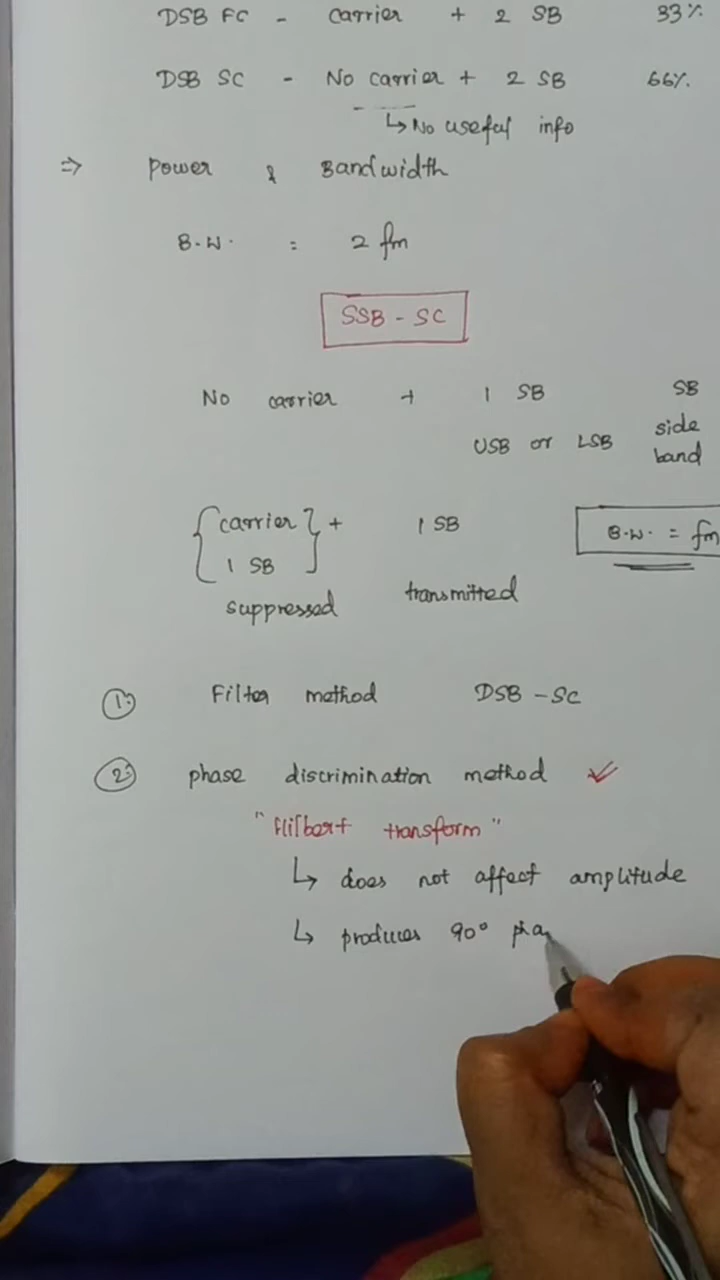 DSB FC - carrier + 2 SB 33%
DSB SC - No carrier + 2 SB 66%.
↳ No useful info
⇒ power & Bandwidth
B.W. = 2 fm
SSB - SC
No carrier + 1 SB
USB or LSB
SB
side
band
{ carrier } + 1 SB
1 SB
suppressed transmitted
B.W. = fm
1. Filter method DSB - SC
2. phase discrimination method ✓
"Hilbert transform"
↳ does not affect amplitude
↳ produces 90° pha